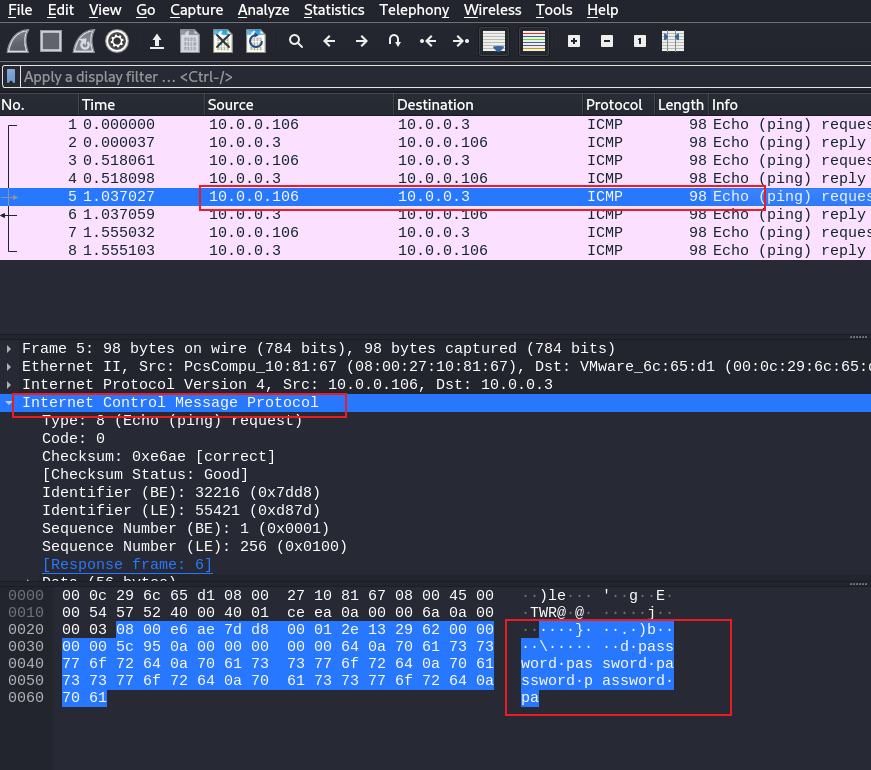 File Edit View Go Capture Analyze Statistics Telephony Wireless Tools Help
Apply a display filter … <Ctrl-/>
No. Time Source Destination Protocol Length Info
1 0.000000 10.0.0.106 10.0.0.3 ICMP 98 Echo (ping) reques
2 0.000037 10.0.0.3 10.0.0.106 ICMP 98 Echo (ping) reply
3 0.518061 10.0.0.106 10.0.0.3 ICMP 98 Echo (ping) reques
4 0.518098 10.0.0.3 10.0.0.106 ICMP 98 Echo (ping) reply
5 1.037027 10.0.0.106 10.0.0.3 ICMP 98 Echo (ping) reques
6 1.037059 10.0.0.3 10.0.0.106 ICMP 98 Echo (ping) reply
7 1.555032 10.0.0.106 10.0.0.3 ICMP 98 Echo (ping) reques
8 1.555103 10.0.0.3 10.0.0.106 ICMP 98 Echo (ping) reply
Frame 5: 98 bytes on wire (784 bits), 98 bytes captured (784 bits)
Ethernet II, Src: PcsCompu_10:81:67 (08:00:27:10:81:67), Dst: VMware_6c:65:d1 (00:0c:29:6c:65:d
Internet Protocol Version 4, Src: 10.0.0.106, Dst: 10.0.0.3
Internet Control Message Protocol
Type: 8 (Echo (ping) request)
Code: 0
Checksum: 0xe6ae [correct]
[Checksum Status: Good]
Identifier (BE): 32216 (0x7dd8)
Identifier (LE): 55421 (0xd87d)
Sequence Number (BE): 1 (0x0001)
Sequence Number (LE): 256 (0x0100)
[Response frame: 6]
Data (56 bytes)
0000 00 0c 29 6c 65 d1 08 00 27 10 81 67 08 00 45 00 ··)le··· '··g··E·
0010 00 54 57 52 40 00 40 01 ce ea 0a 00 00 6a 0a 00 ·TWR@·@· ·····j··
0020 00 03 08 00 e6 ae 7d d8 00 01 2e 13 29 62 00 00 ······}· ··.·)b··
0030 00 00 5c 95 0a 00 00 00 00 00 64 0a 70 61 73 73 ··\····· ··d·pass
0040 77 6f 72 64 0a 70 61 73 73 77 6f 72 64 0a 70 61 word·pas sword·pa
0050 73 73 77 6f 72 64 0a 70 61 73 73 77 6f 72 64 0a ssword·p assword·
0060 70 61 pa